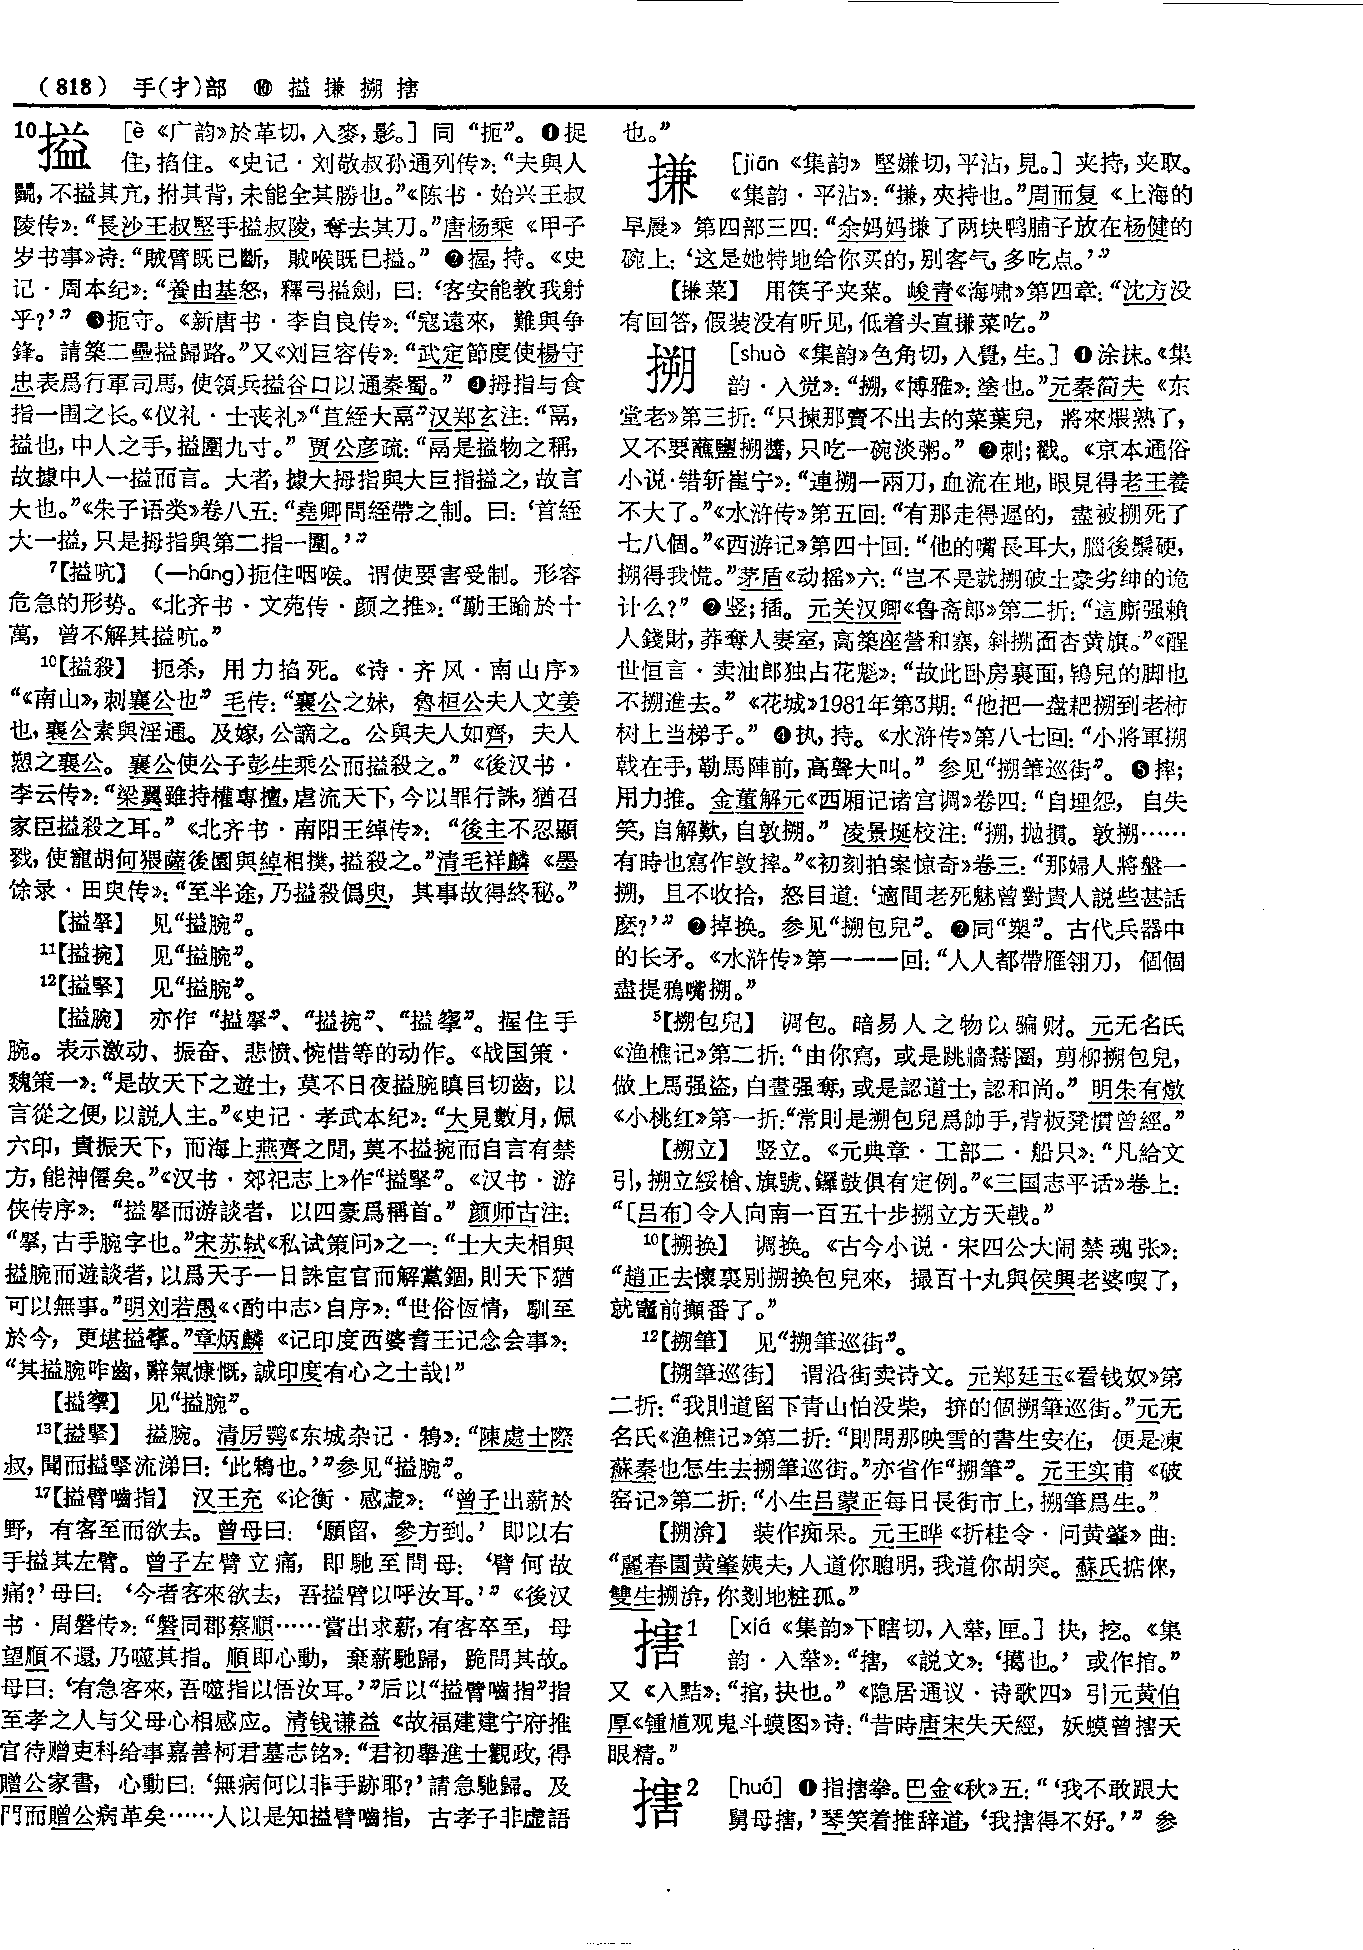 （818） 手(扌)部 ⑩ 搤搛搠搳
10搤 [è《广韵》於革切，入麥，影。] 同“扼”。❶捉
住，掐住。《史记·刘敬叔孙通列传》：“夫與人
鬭，不搤其亢，拊其背，未能全其勝也。”《陈书·始兴王叔
陵传》：“長沙王叔堅手搤叔陵，奪去其刀。”唐杨乘《甲子
岁书事》诗：“賊臂既已斷，賊喉既已搤。”❷握，持。《史
记·周本纪》：“養由基怒，釋弓搤劍，曰：‘客安能教我射
乎？’”❸扼守。《新唐书·李自良传》：“寇遠來，難與争
鋒。請築二壘搤歸路。”又《刘巨容传》：“武定節度使楊守
忠表爲行軍司馬，使領兵搤谷口以通秦蜀。”❹拇指与食
指一围之长。《仪礼·士丧礼》“苴絰大鬲”汉郑玄注：“鬲，
搤也，中人之手，搤圍九寸。”贾公彦疏：“鬲是搤物之稱，
故據中人一搤而言。大者，據大拇指與大巨指搤之，故言
大也。”《朱子语类》卷八五：“堯卿問絰帶之制。曰：‘首絰
大一搤，只是拇指與第二指一圍。’”
7【搤吭】 （—háng)扼住咽喉。谓使要害受制。形容
危急的形势。《北齐书·文苑传·颜之推》：“勤王踰於十
萬，曾不解其搤吭。”
10【搤殺】 扼杀，用力掐死。《诗·齐风·南山序》
“《南山》，刺襄公也”毛传：“襄公之妹，魯桓公夫人文姜
也，襄公素與淫通。及嫁，公謫之。公與夫人如齊，夫人
愬之襄公。襄公使公子彭生乘公而搤殺之。”《後汉书·
李云传》：“梁冀雖持權專擅，虐流天下，今以罪行誅，猶召
家臣搤殺之耳。”《北齐书·南阳王绰传》：“後主不忍顯
戮，使寵胡何猥薩後園與綽相撲，搤殺之。”清毛祥麟《墨
馀录·田臾传》：“至半途，乃搤殺僞臾，其事故得終秘。”
【搤掔】 见“搤腕”。
11【搤捥】 见“搤腕”。
12【搤掔】 见“搤腕”。
【搤腕】 亦作“搤掔”、“搤捥”、“搤擥”。握住手
腕。表示激动、振奋、悲愤、惋惜等的动作。《战国策·
魏策一》：“是故天下之遊士，莫不日夜搤腕瞋目切齒，以
言從之便，以説人主。”《史记·孝武本纪》：“大見數月，佩
六印，貴振天下，而海上燕齊之閒，莫不搤捥而自言有禁
方，能神僊矣。”《汉书·郊祀志上》作“搤掔”。《汉书·游
侠传序》：“搤掔而游談者，以四豪爲稱首。”颜师古注：
“掔，古手腕字也。”宋苏轼《私试策问》之一：“士大夫相與
搤腕而遊談者，以爲天子一日誅宦官而解黨錮，則天下猶
可以無事。”明刘若愚《〈酌中志〉自序》：“世俗恆情，馴至
於今，更堪搤擥。”章炳麟《记印度西婆耆王记念会事》：
“其搤腕咋齒，辭氣慷慨，誠印度有心之士哉！”
【搤擥】 见“搤腕”。
13【搤掔】 搤腕。清厉鹗《东城杂记·鸩》：“陳處士際
叔，聞而搤掔流涕曰：‘此鸩也。’”参见“搤腕”。
17【搤臂嚙指】 汉王充《论衡·感虚》：“曾子出薪於
野，有客至而欲去。曾母曰：‘願留，參方到。’即以右
手搤其左臂。曾子左臂立痛，即馳至問母：‘臂何故
痛？’母曰：‘今者客來欲去，吾搤臂以呼汝耳。’”《後汉
书·周磐传》：“磐同郡蔡順……嘗出求薪，有客卒至，母
望順不還，乃噬其指。順即心動，棄薪馳歸，跪問其故。
母曰：‘有急客來，吾噬指以悟汝耳。’”后以“搤臂嚙指”指
至孝之人与父母心相感应。清钱谦益《故福建建宁府推
官待赠吏科给事嘉善柯君墓志铭》：“君初舉進士觀政，得
贈公家書，心動曰：‘無病何以非手跡耶？’請急馳歸。及
門而贈公病革矣……人以是知搤臂嚙指，古孝子非虚語
也。”
搛 [jiān《集韵》堅嫌切，平沾，見。] 夹持，夹取。
《集韵·平沾》：“搛，夾持也。”周而复《上海的
早晨》第四部三四：“余妈妈搛了两块鸭脯子放在杨健的
碗上：‘这是她特地给你买的，别客气，多吃点。’”
【搛菜】 用筷子夹菜。峻青《海啸》第四章：“沈方没
有回答，假装没有听见，低着头直搛菜吃。”
搠 [shuò《集韵》色角切，入覺，生。] ❶涂抹。《集
韵·入觉》：“搠，《博雅》：塗也。”元秦简夫《东
堂老》第三折：“只揀那賣不出去的菜葉兒，將來煨熟了，
又不要蘸鹽搠醬，只吃一碗淡粥。”❷刺；戳。《京本通俗
小说·错斩崔宁》：“連搠一兩刀，血流在地，眼見得老王養
不大了。”《水浒传》第五回：“有那走得遲的，盡被搠死了
七八個。”《西游记》第四十回：“他的嘴長耳大，腦後鬃硬，
搠得我慌。”茅盾《动摇》六：“岂不是就搠破土豪劣绅的诡
计么？”❷竖；插。元关汉卿《鲁斋郎》第二折：“這厮强賴
人錢財，莽奪人妻室，高築座營和寨，斜搠面杏黄旗。”《醒
世恒言·卖油郎独占花魁》：“故此卧房裏面，鴇兒的脚也
不搠進去。”《花城》1981年第3期：“他把一盘耙搠到老柿
树上当梯子。”❹执，持。《水浒传》第八七回：“小將軍搠
戟在手，勒馬陣前，高聲大叫。”参见“搠筆巡街”。❺摔；
用力推。金董解元《西厢记诸宫调》卷四：“自埋怨，自失
笑，自解歎，自敦搠。”凌景埏校注：“搠，抛摜。敦搠……
有時也寫作敦摔。”《初刻拍案惊奇》卷三：“那婦人將盤一
搠，且不收拾，怒目道：‘適間老死魅曾對貴人説些甚話
麽？’”❷掉换。参见“搠包兒”。❷同“槊”。古代兵器中
的长矛。《水浒传》第一一一回：“人人都帶雁翎刀，個個
盡提鴉嘴搠。”
5【搠包兒】 调包。暗易人之物以骗财。元无名氏
《渔樵记》第二折：“由你寫，或是跳牆驀圈，剪柳搠包兒，
做上馬强盗，白晝强奪，或是認道士，認和尚。”明朱有燉
《小桃红》第一折：“常則是搠包兒爲帥手，背板凳慣曾經。”
【搠立】 竖立。《元典章·工部二·船只》：“凡給文
引，搠立綏槍、旗號、鑼鼓俱有定例。”《三国志平话》卷上：
“〔吕布〕令人向南一百五十步搠立方天戟。”
10【搠换】 调换。《古今小说·宋四公大闹禁魂张》：
“趙正去懷裏别搠换包兒來，撮百十丸與侯興老婆喫了，
就竈前攧番了。”
12【搠筆】 见“搠筆巡街”。
【搠筆巡街】 谓沿街卖诗文。元郑廷玉《看钱奴》第
二折：“我則道留下青山怕没柴，拚的個搠筆巡街。”元无
名氏《渔樵记》第二折：“則問那映雪的書生安在，便是凍
蘇秦也怎生去搠筆巡街。”亦省作“搠筆”。元王实甫《破
窑记》第二折：“小生吕蒙正每日長街市上，搠筆爲生。”
【搠渰】 装作痴呆。元王晔《折桂令·问黄肇》曲：
“麗春園黄肇姨夫，人道你聰明，我道你胡突。蘇氏掂俫，
雙生搠渰，你剗地粧孤。”
搳1 [xiá《集韵》下瞎切，入舝，匣。] 抉，挖。《集
韵·入舝》：“搳，《説文》：‘擖也。’或作㨚。”
又《入黠》：“㨚，抉也。”《隐居通议·诗歌四》引元黄伯
厚《锺馗观鬼斗蟆图》诗：“昔時唐宋失天經，妖蟆曾搳天
眼精。”
搳2 [huá] ❶指搳拳。巴金《秋》五：“‘我不敢跟大
舅母搳，’琴笑着推辞道，‘我搳得不好。’”参